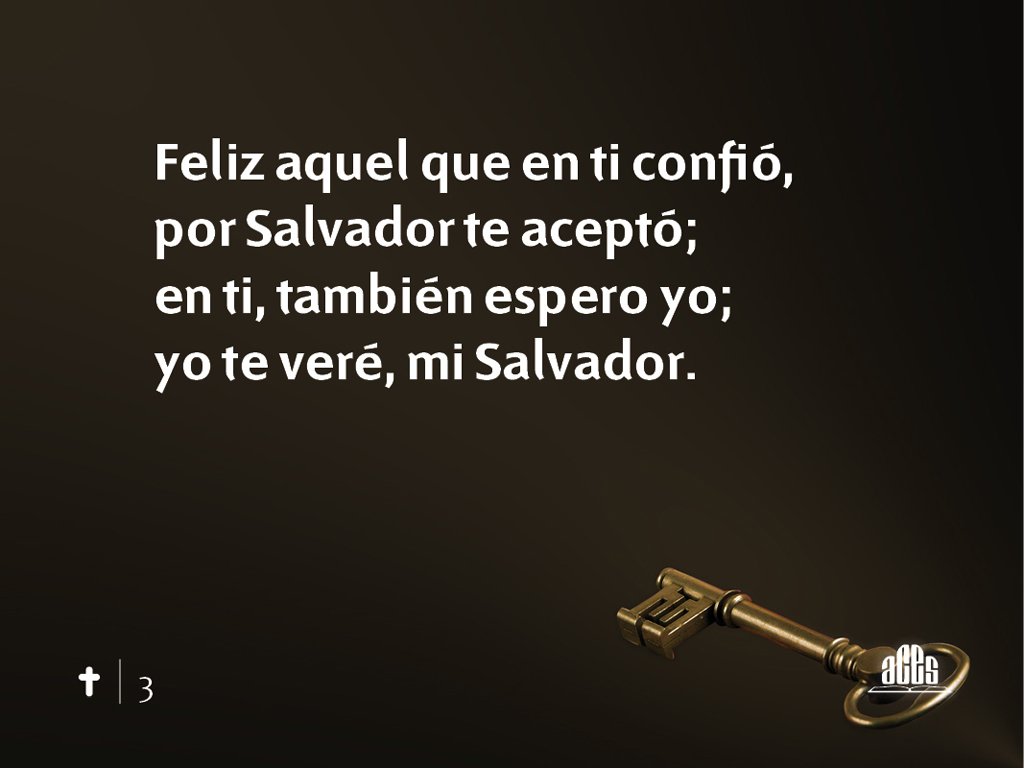 Feliz aquel que en ti confió,
por Salvador te aceptó;
en ti, también espero yo;
yo te veré, mi Salvador.
3
aces